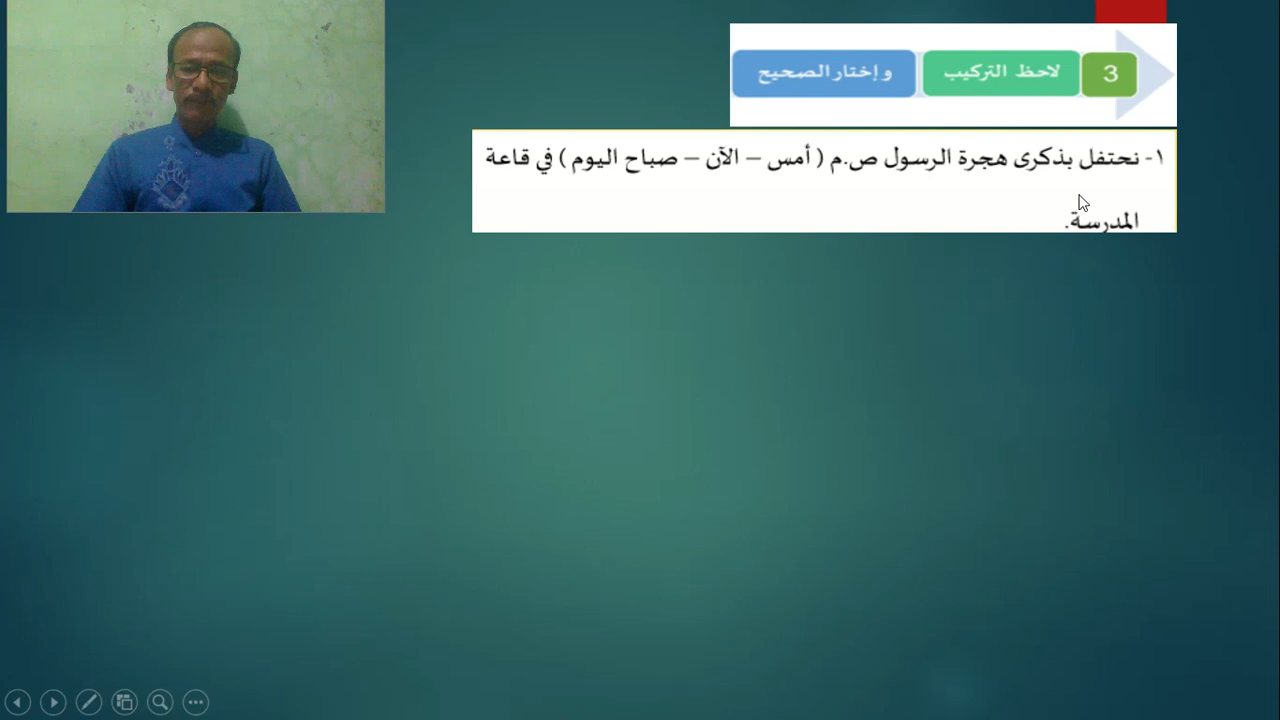 3 لاحظ التركيب و إختار الصحيح
١- نحتفل بذكرى هجرة الرسول ص.م ( أمس – الآن – صباح اليوم ) في قاعة
المدرسة.